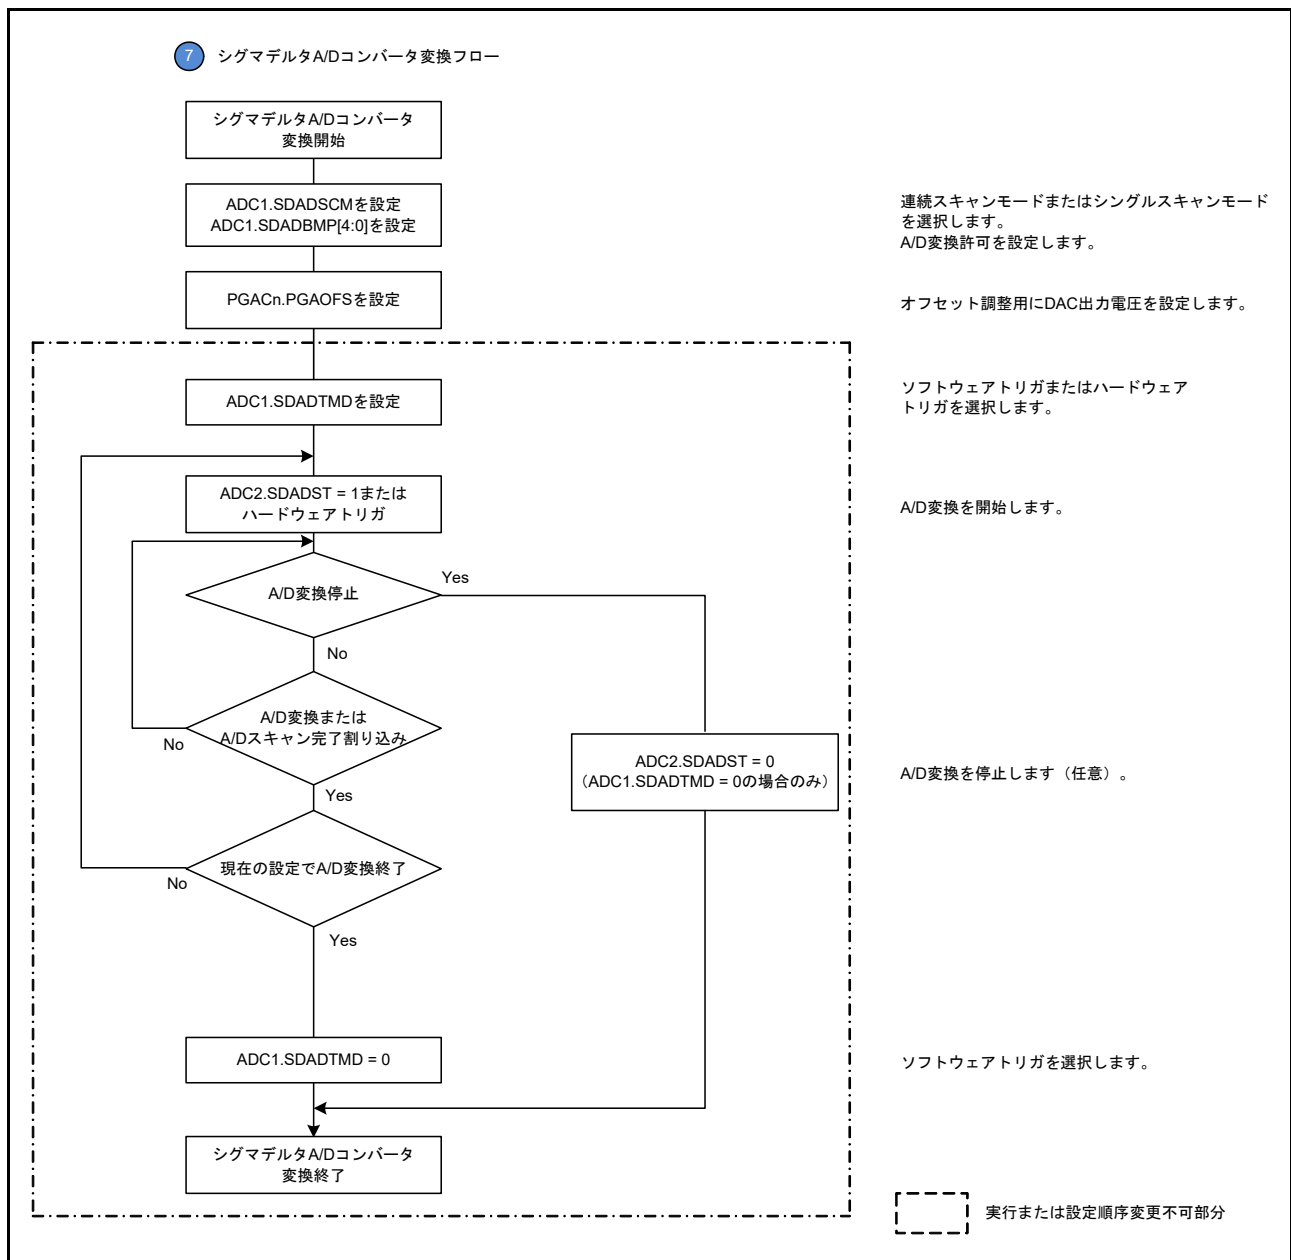 7 シグマデルタA/Dコンバータ変換フロー
シグマデルタA/Dコンバータ
変換開始
ADC1.SDADSCMを設定
ADC1.SDADBMP[4:0]を設定
連続スキャンモードまたはシングルスキャンモード
を選択します。
A/D変換許可を設定します。
PGACn.PGAOFSを設定
オフセット調整用にDAC出力電圧を設定します。
ADC1.SDADTMDを設定
ソフトウェアトリガまたはハードウェア
トリガを選択します。
ADC2.SDADST = 1または
ハードウェアトリガ
A/D変換を開始します。
A/D変換停止
Yes
No
A/D変換または
A/Dスキャン完了割り込み
No
Yes
ADC2.SDADST = 0
（ADC1.SDADTMD = 0の場合のみ）
A/D変換を停止します（任意）。
現在の設定でA/D変換終了
No
Yes
ADC1.SDADTMD = 0
ソフトウェアトリガを選択します。
シグマデルタA/Dコンバータ
変換終了
実行または設定順序変更不可部分